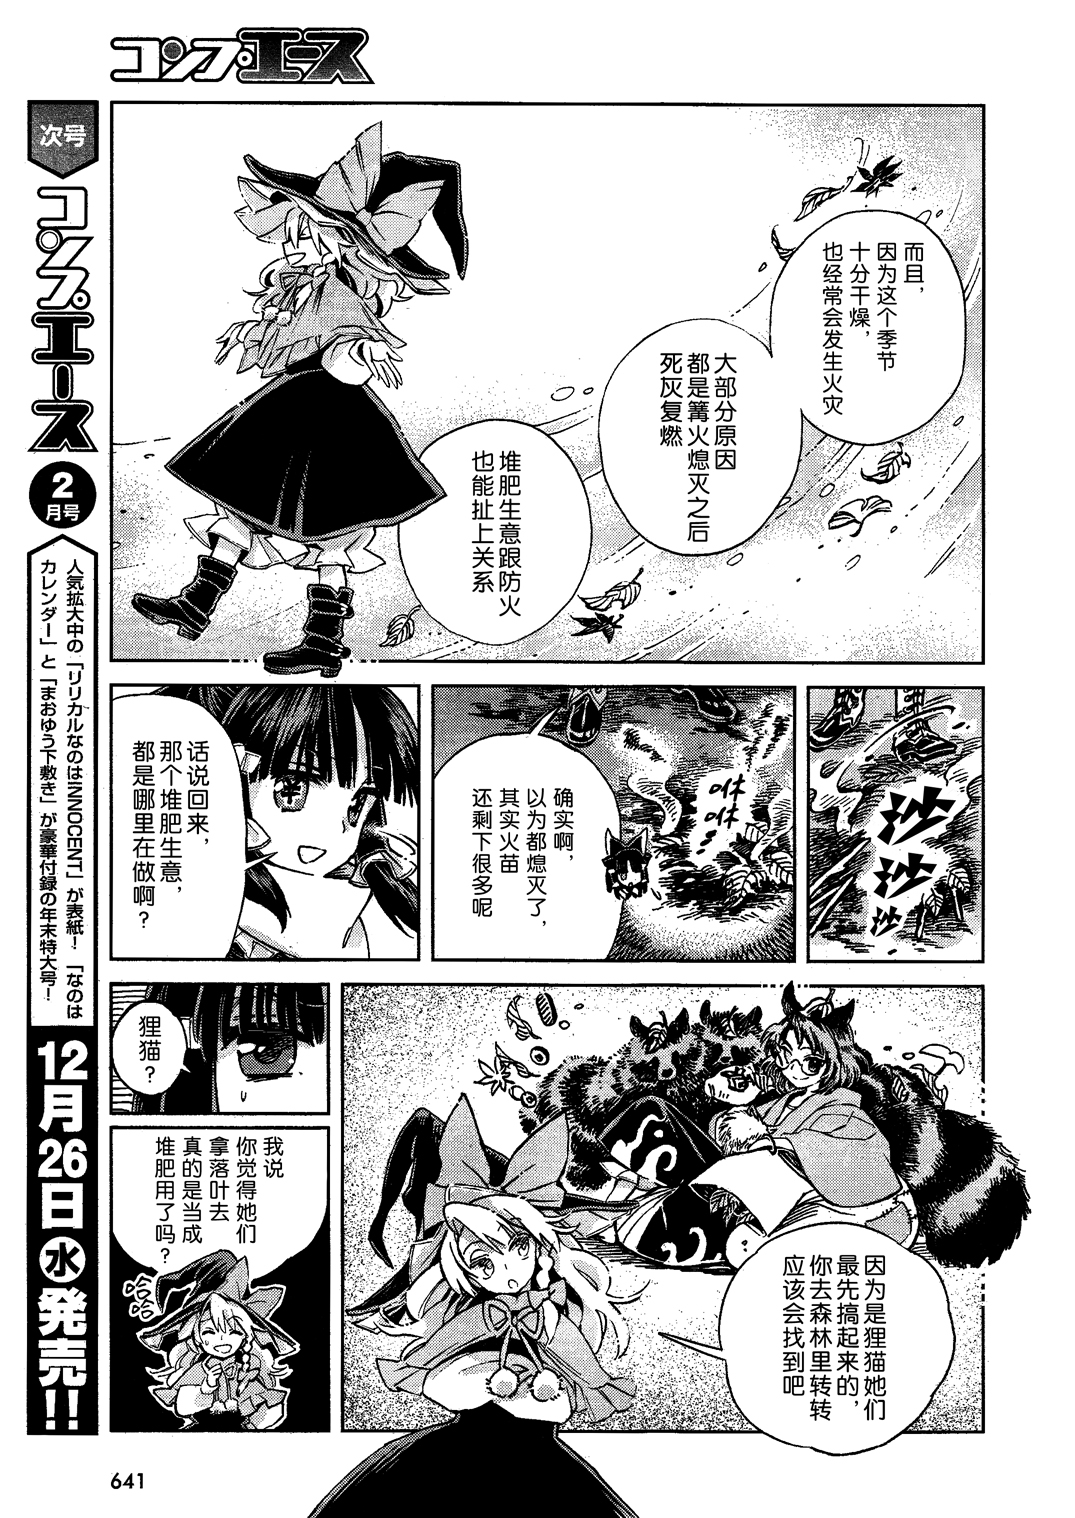 コンプエース
次号
コンプエース
2
月号
人気拡大中の「リリカルなのはINNOCENT」が表紙！「なのは
カレンダー」と「まおゆう下敷き」が豪華付録の年末特大号！
12月26日㊌発売!!
而且，
因为这个季节
十分干燥，
也经常会发生火灾
大部分原因
都是篝火熄灭之后
死灰复燃
堆肥生意跟防火
也能扯上关系
沙
沙
沙
咻
咻
确实啊，
以为都熄灭了，
其实火苗
还剩下很多呢
话说回来，
那个堆肥生意，
都是哪里在做啊？
因为是狸猫她们
最先搞起来的，
你去森林里转转
应该会找到吧
狸猫？
我说
你觉得她们
拿落叶去
真的是当成
堆肥用了吗？
哈
哈
641